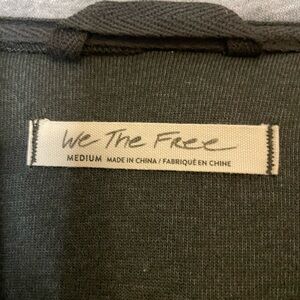 We The Free
MEDIUM MADE IN CHINA / FABRIQUÉ EN CHINE